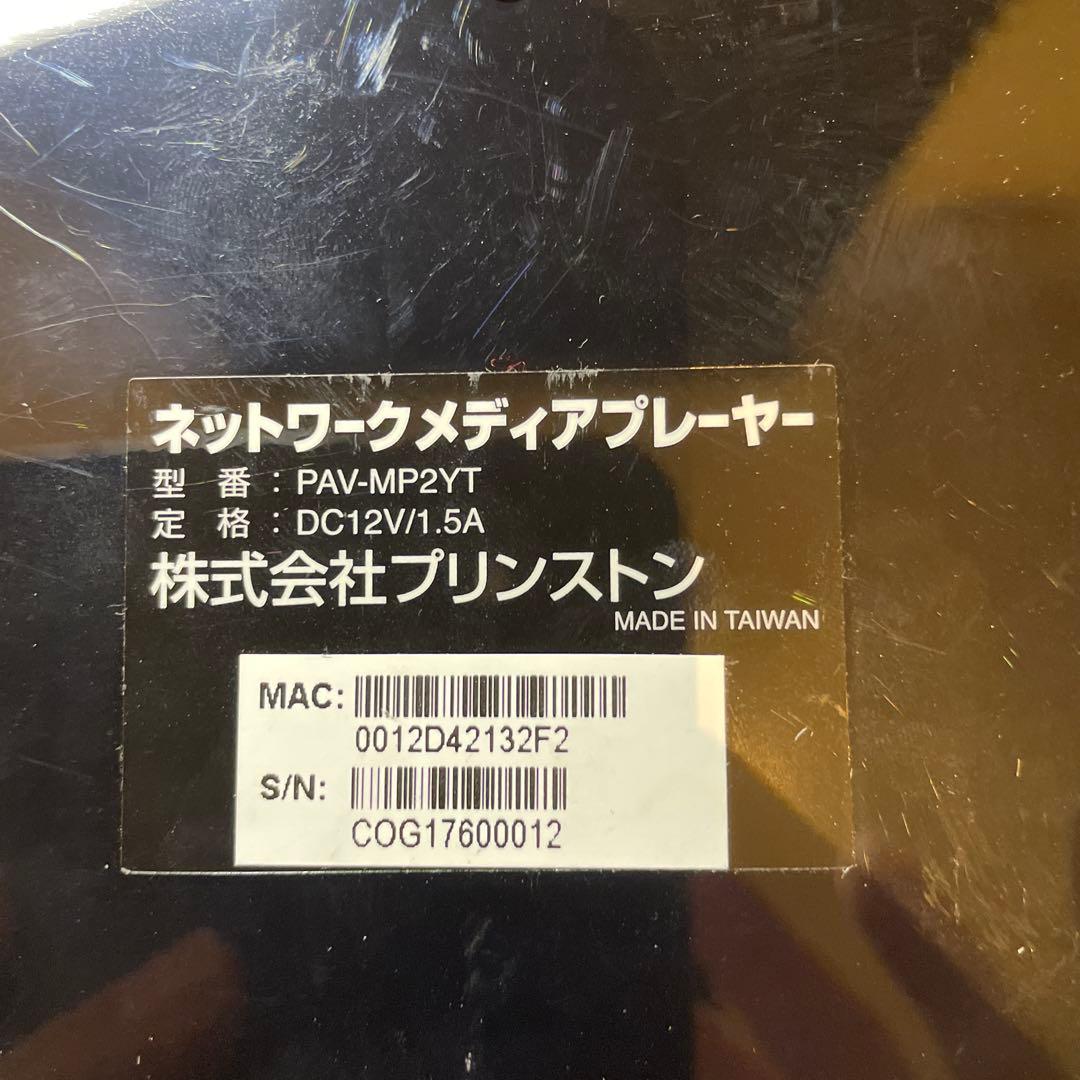 ネットワークメディアプレーヤー
型 番 : PAV-MP2YT
定 格 : DC12V/1.5A
株式会社プリンストン
MADE IN TAIWAN
MAC:
0012D42132F2
S/N:
COG17600012